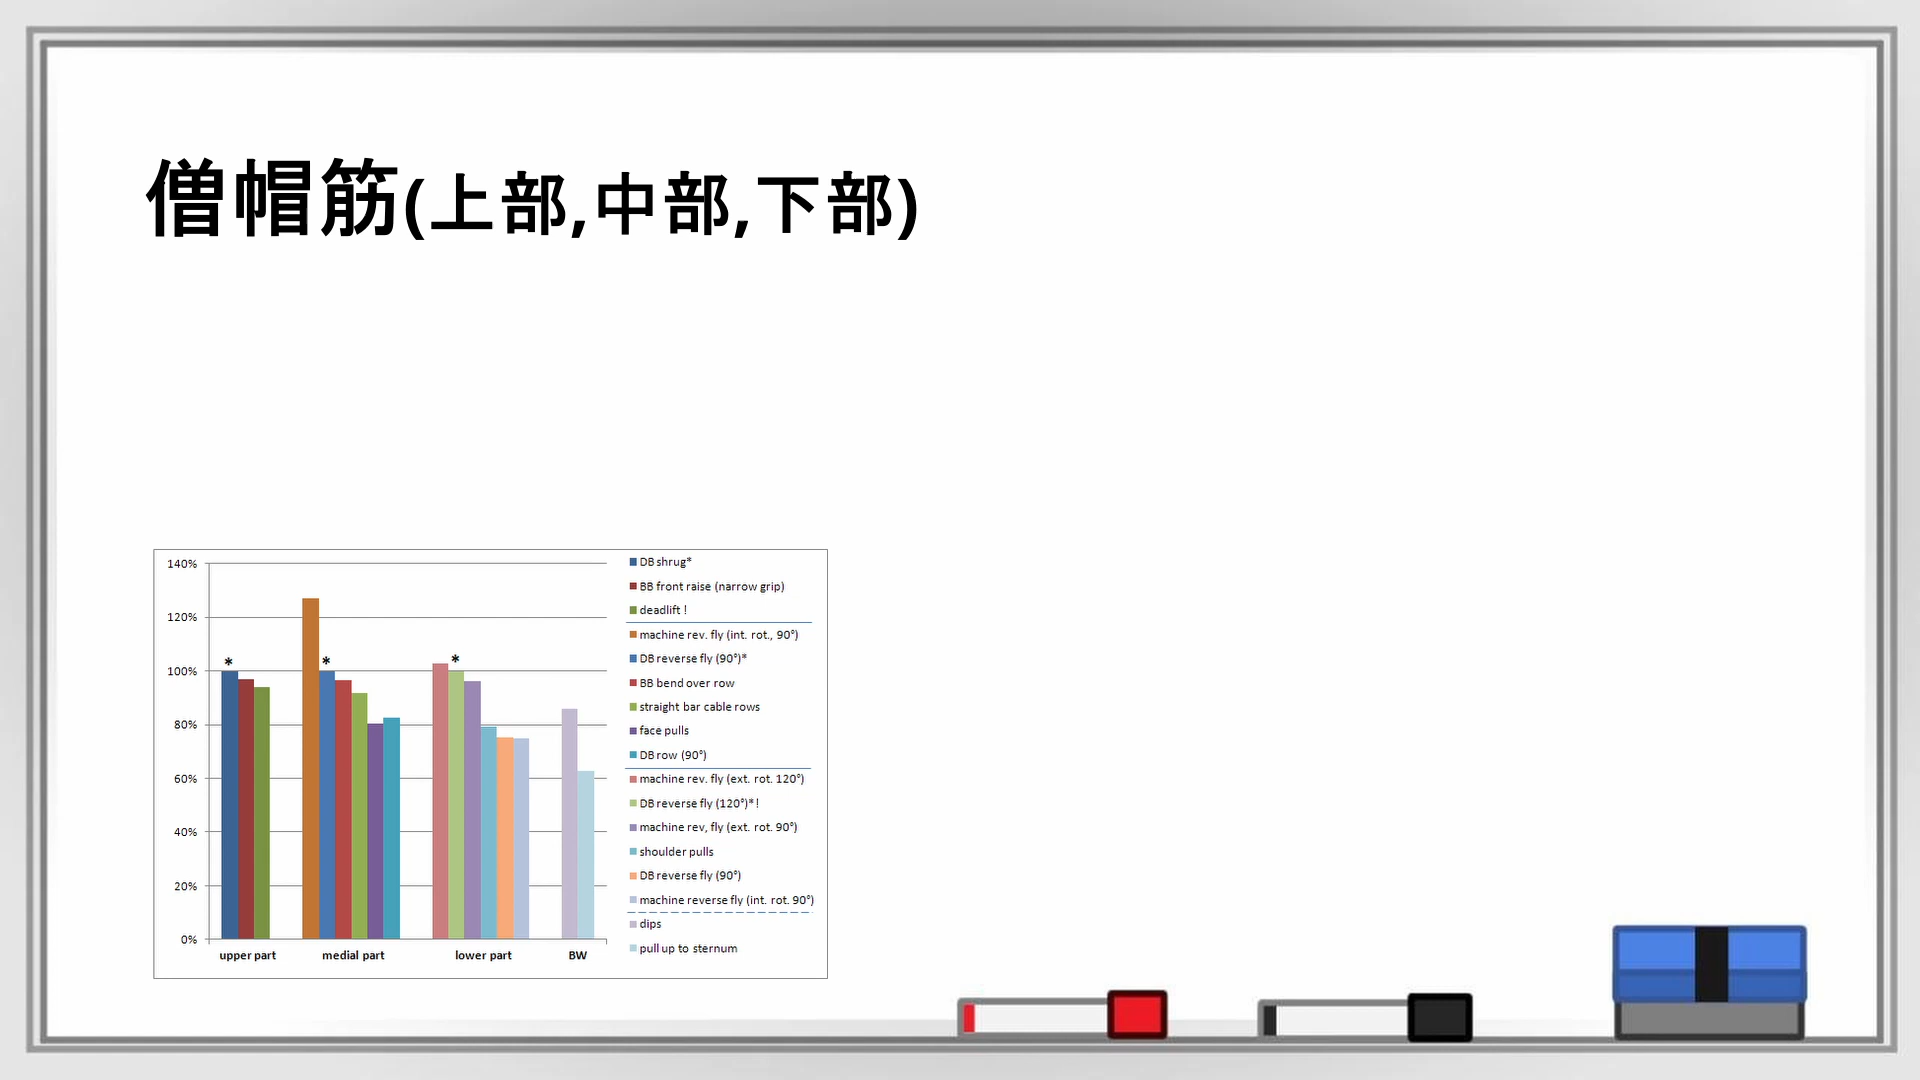 僧帽筋(上部,中部,下部)
140%
120%
100%
80%
60%
40%
20%
0%
*
*
*
upper part
medial part
lower part
BW
DB shrug*
BB front raise (narrow grip)
deadlift !
machine rev. fly (int. rot., 90°)
DB reverse fly (90°)*
BB bend over row
straight bar cable rows
face pulls
DB row (90°)
machine rev. fly (ext. rot. 120°)
DB reverse fly (120°)* !
machine rev, fly (ext. rot. 90°)
shoulder pulls
DB reverse fly (90°)
machine reverse fly (int. rot. 90°)
dips
pull up to sternum